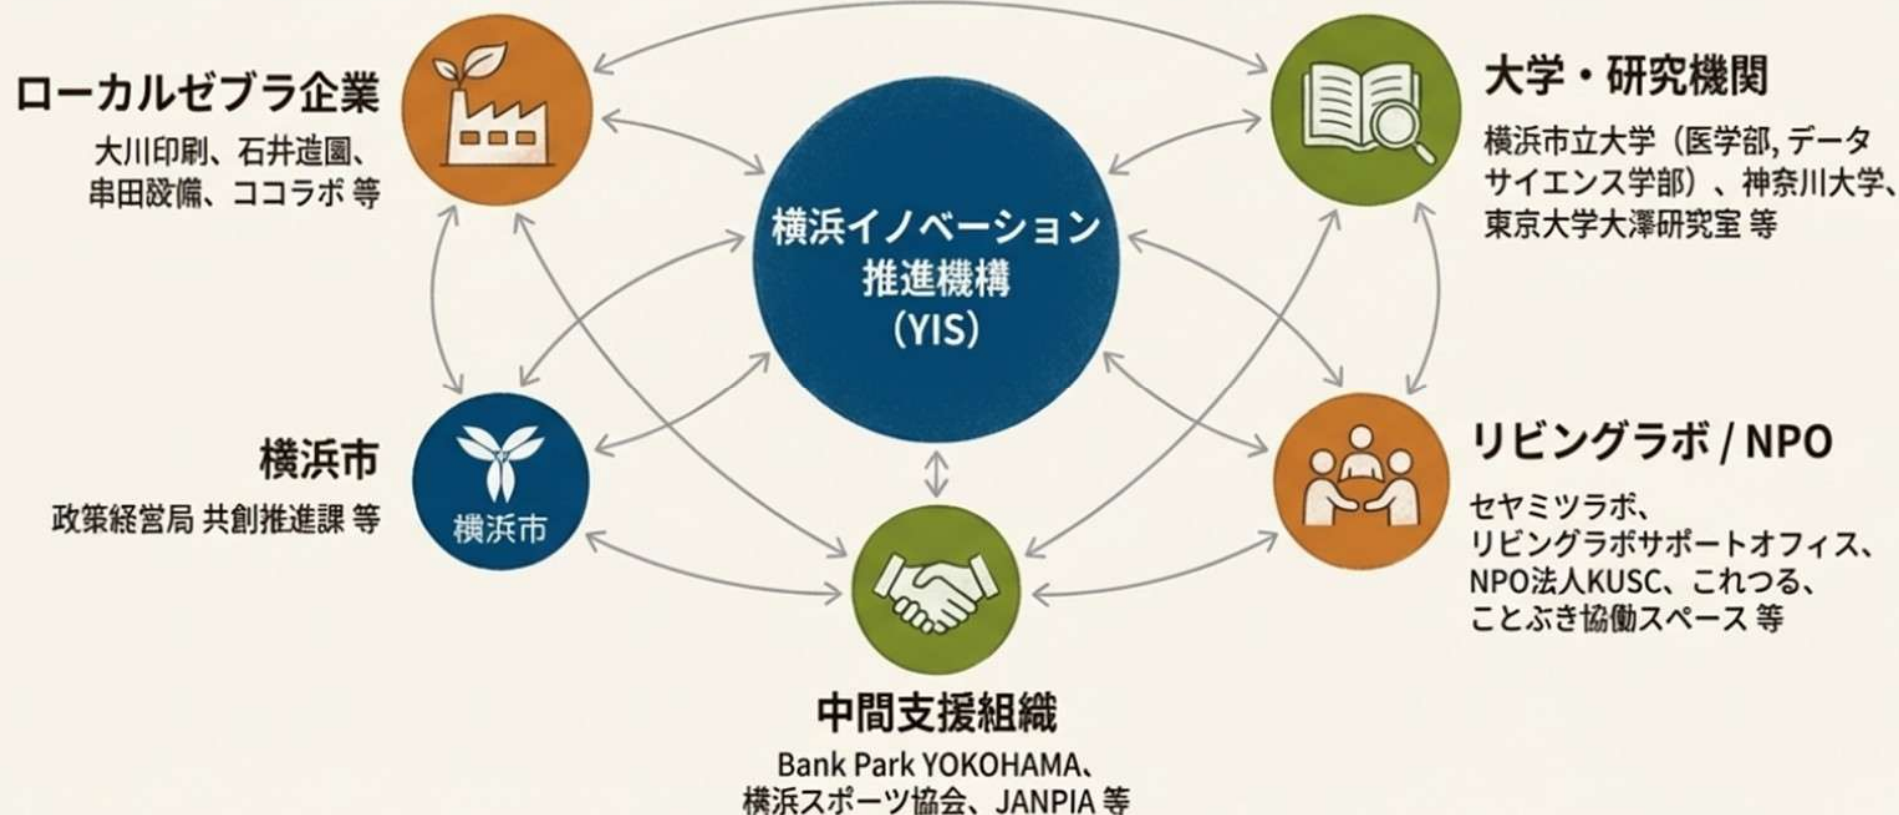 ローカルゼブラ企業
大川印刷、石井造園、
串田設備、ココラボ 等
横浜イノベーション
推進機構
（YIS）
大学・研究機関
横浜市立大学（医学部, データ
サイエンス学部）、神奈川大学、
東京大学大澤研究室 等
横浜市
政策経営局 共創推進課 等
横浜市
リビングラボ / NPO
セヤミツラボ、
リビングラボサポートオフィス、
NPO法人KUSC、これつる、
ことぶき協働スペース 等
中間支援組織
Bank Park YOKOHAMA、
横浜スポーツ協会、JANPIA 等